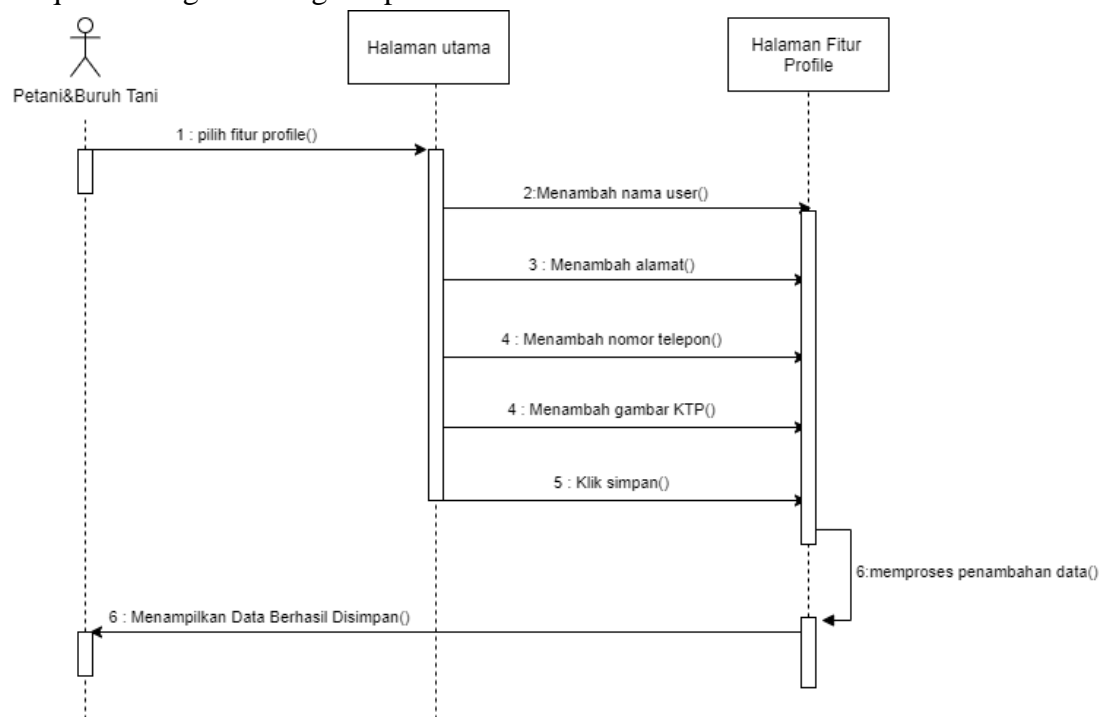 Halaman utama
Halaman Fitur
Profile
Petani&Buruh Tani
1 : pilih fitur profile()
2:Menambah nama user()
3 : Menambah alamat()
4 : Menambah nomor telepon()
4 : Menambah gambar KTP()
5 : Klik simpan()
6:memproses penambahan data()
6 : Menampilkan Data Berhasil Disimpan()